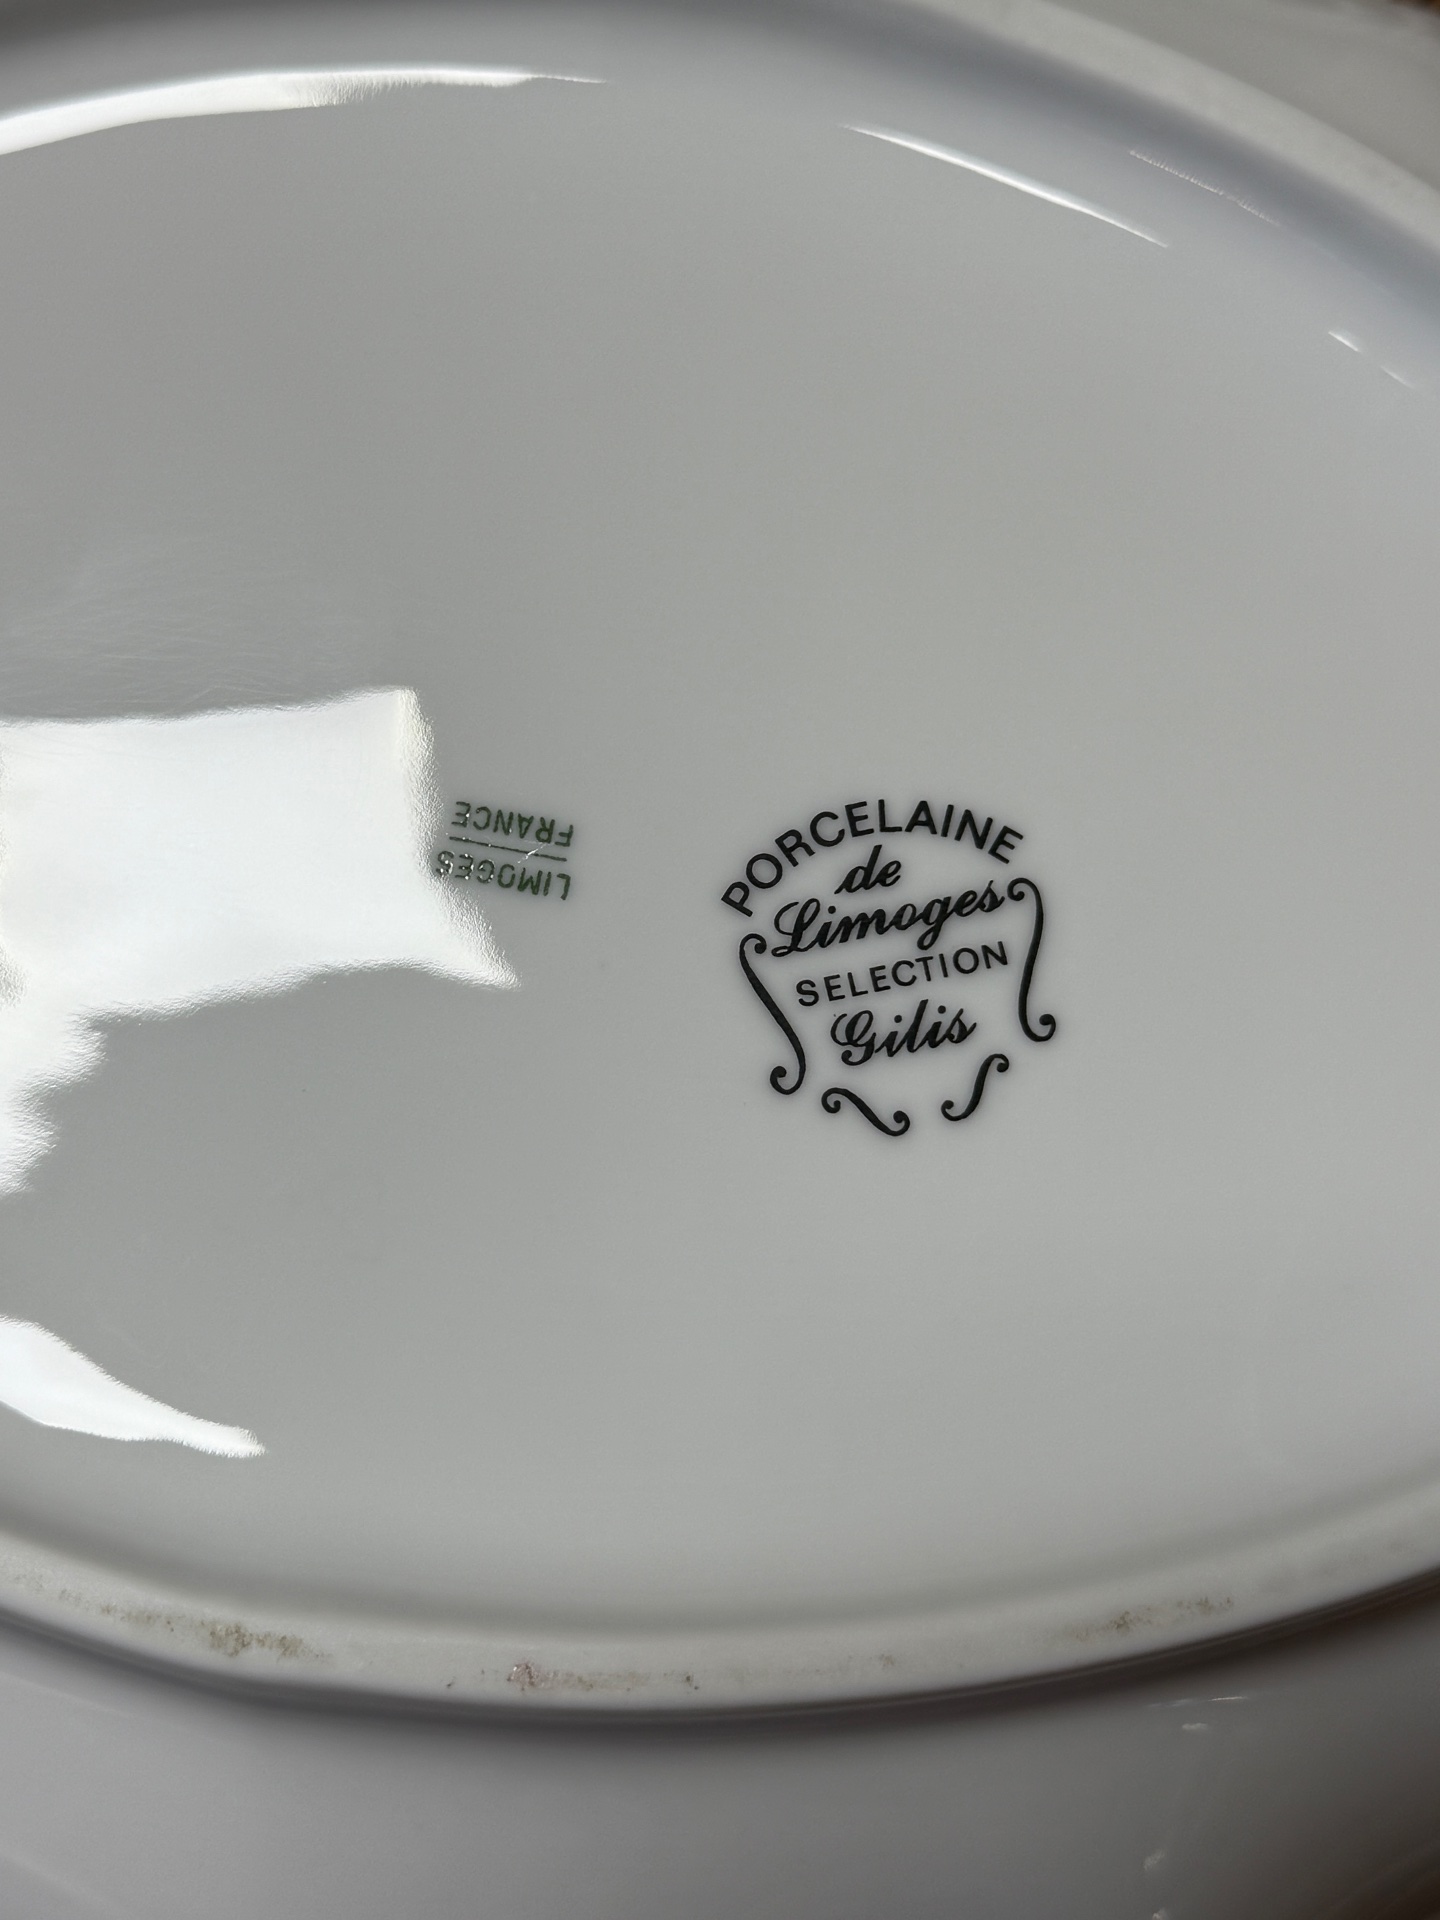 LIMOGES
FRANCE
PORCELAINE
de
Limoges
SELECTION
Gilis